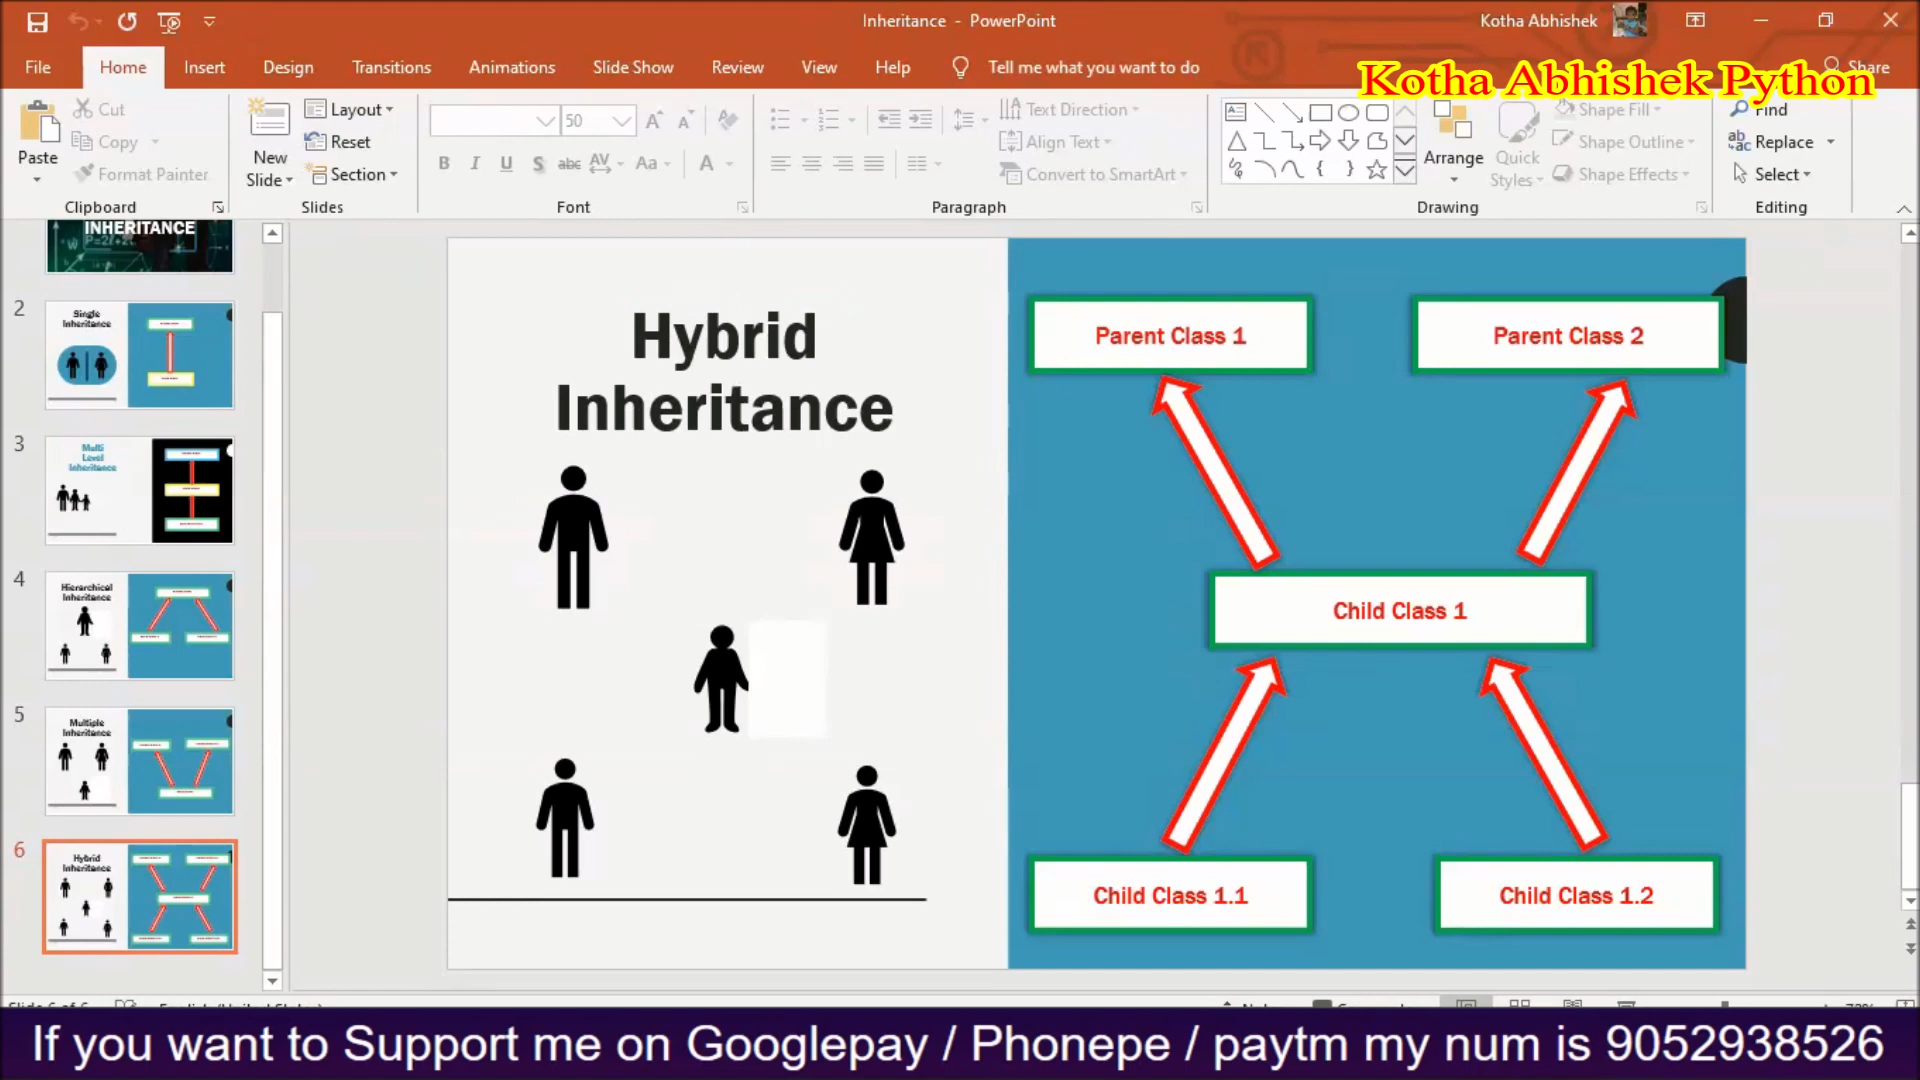 Inheritance - PowerPoint
Kotha Abhishek
File Home Insert Design Transitions Animations Slide Show Review View Help Tell me what you want to do Share
Kotha Abhishek Python
Paste
Cut
Copy
Format Painter
Clipboard
New
Slide
Layout
Reset
Section
Slides
50
B I U S abc AV Aa A
Font
Text Direction
Align Text
Convert to SmartArt
Paragraph
Arrange
Quick
Styles
Shape Fill
Shape Outline
Shape Effects
Drawing
Find
Replace
Select
Editing
INHERITANCE
2
Single
Inheritance
3
Multi
Level
Inheritance
4
Hierarchical
Inheritance
5
Multiple
Inheritance
6
Hybrid
Inheritance
Hybrid
Inheritance
Parent Class 1
Parent Class 2
Child Class 1
Child Class 1.1
Child Class 1.2
If you want to Support me on Googlepay / Phonepe / paytm my num is 9052938526